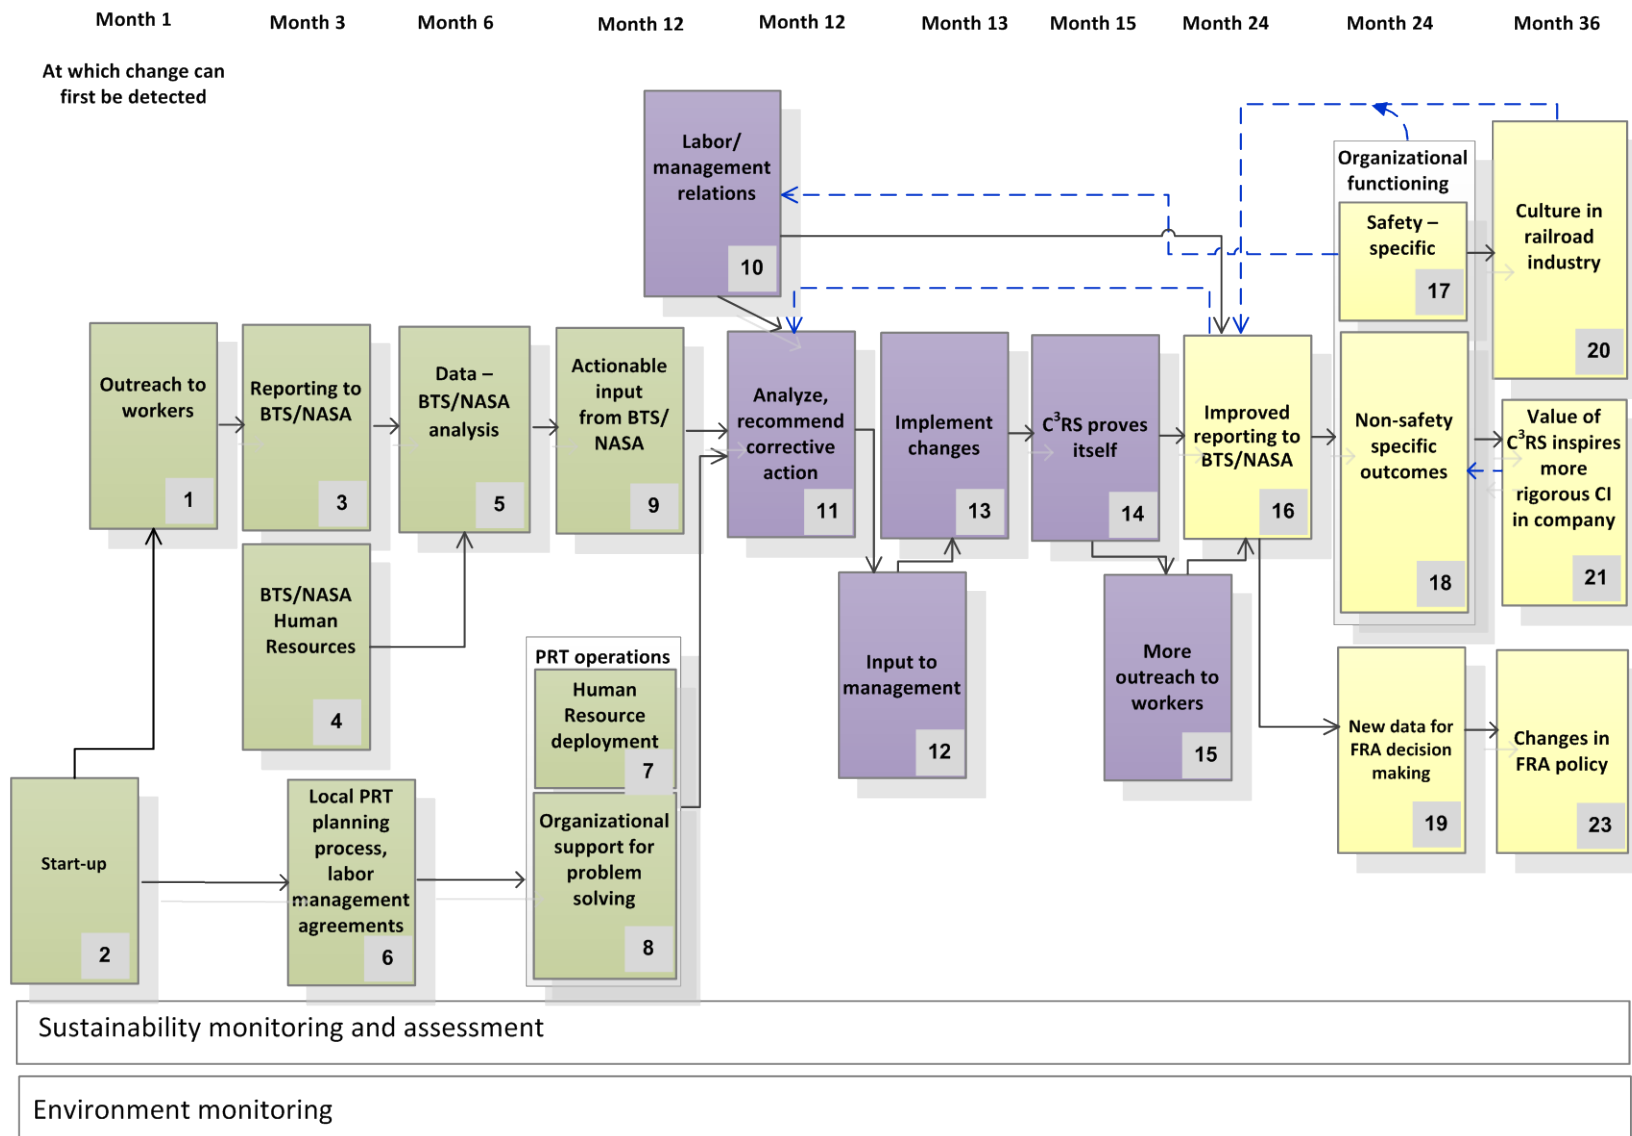 Month 1
Month 3
Month 6
Month 12
Month 12
Month 13
Month 15
Month 24
Month 24
Month 36
At which change can
first be detected
Labor/
management
relations
10
Organizational
functioning
Safety –
specific
17
Culture in
railroad
industry
20
Outreach to
workers
1
Reporting to
BTS/NASA
3
Data –
BTS/NASA
analysis
5
Actionable
input
from BTS/
NASA
9
Analyze,
recommend
corrective
action
11
Implement
changes
13
C³RS proves
itself
14
Improved
reporting to
BTS/NASA
16
Non-safety
specific
outcomes
18
Value of
C³RS inspires
more
rigorous CI
in company
21
BTS/NASA
Human
Resources
4
PRT operations
Human
Resource
deployment
7
Input to
management
12
More
outreach to
workers
15
New data for
FRA decision
making
19
Changes in
FRA policy
23
Start-up
2
Local PRT
planning
process,
labor
management
agreements
6
Organizational
support for
problem
solving
8
Sustainability monitoring and assessment
Environment monitoring